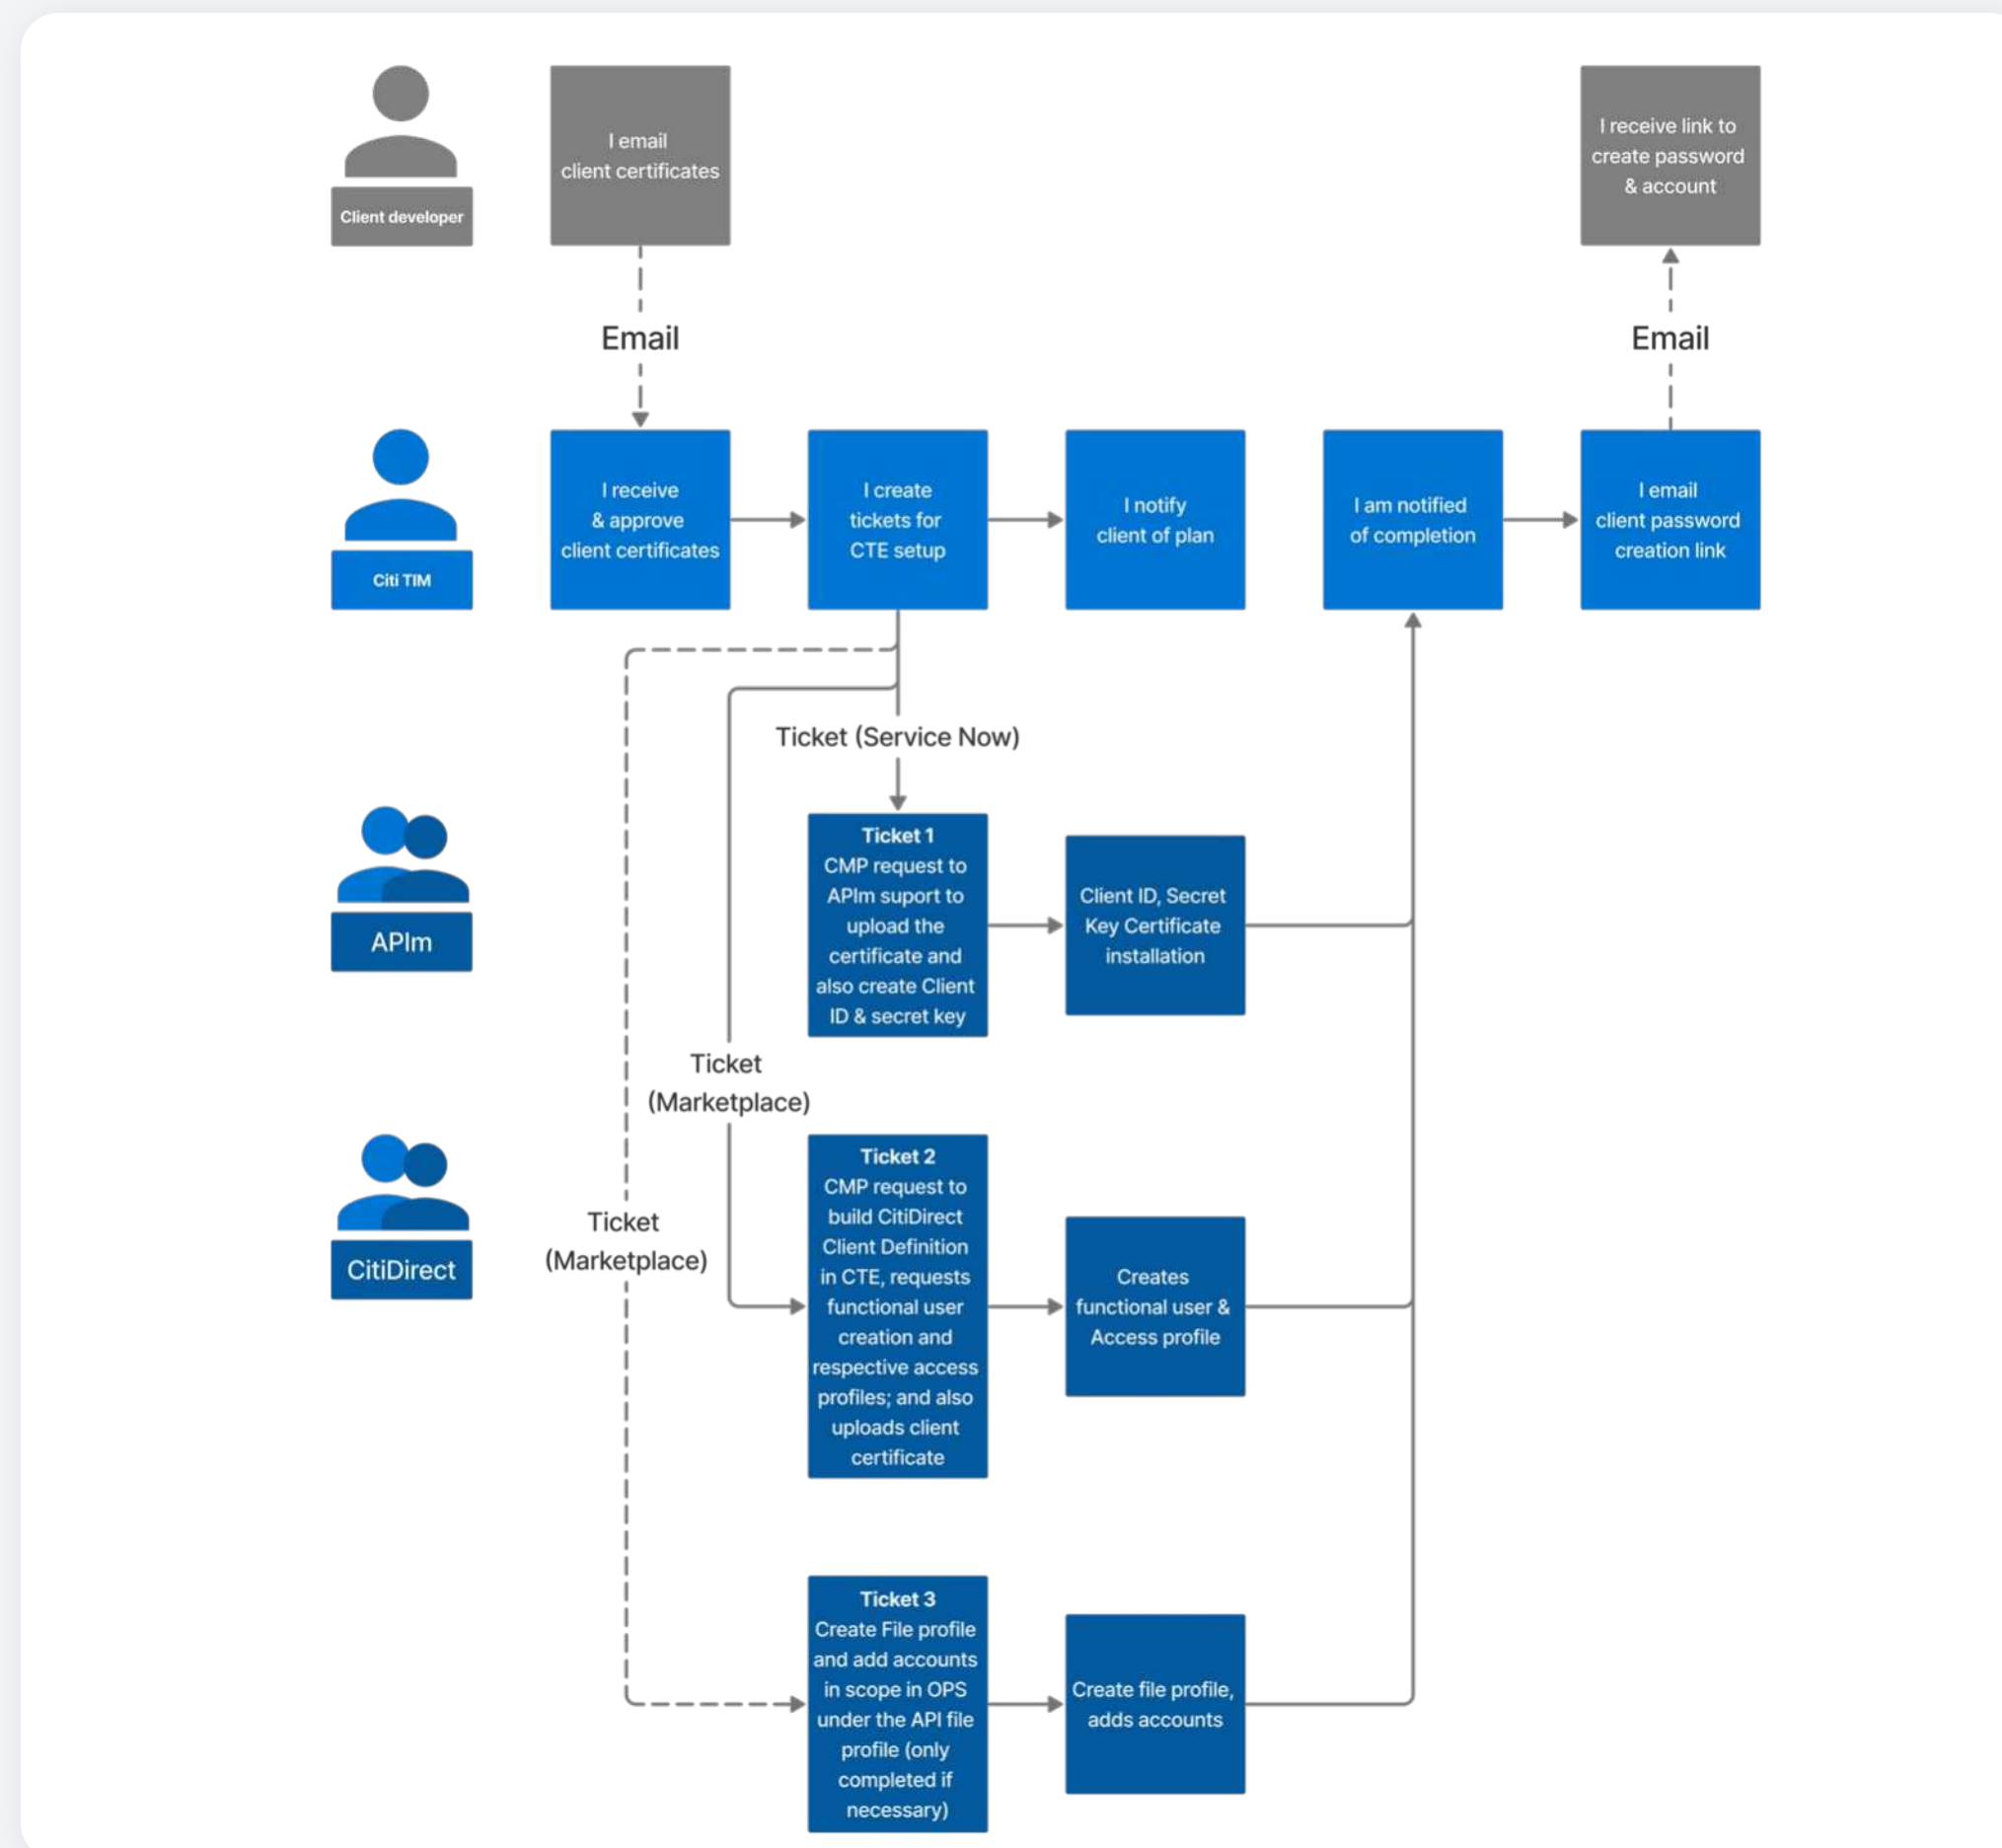 I email
client certificates
I receive link to
create password
& account
Client developer
Email
Email
I receive
& approve
client certificates
I create
tickets for
CTE setup
I notify
client of plan
I am notified
of completion
I email
client password
creation link
Citi TIM
Ticket (Service Now)
Ticket 1
CMP request to
APIm suport to
upload the
certificate and
also create Client
ID & secret key
Client ID, Secret
Key Certificate
installation
APIm
Ticket
(Marketplace)
Ticket 2
CMP request to
build CitiDirect
Client Definition
in CTE, requests
functional user
creation and
respective access
profiles; and also
uploads client
certificate
Creates
functional user &
Access profile
CitiDirect
Ticket
(Marketplace)
Ticket 3
Create File profile
and add accounts
in scope in OPS
under the API file
profile (only
completed if
necessary)
Create file profile,
adds accounts